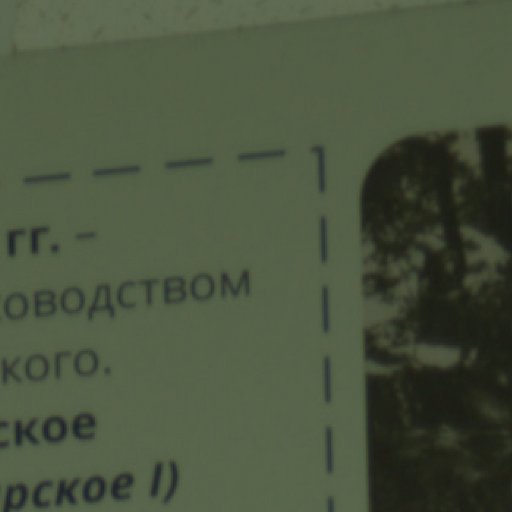 гг. –
оводством
кого.
ское
рское I)